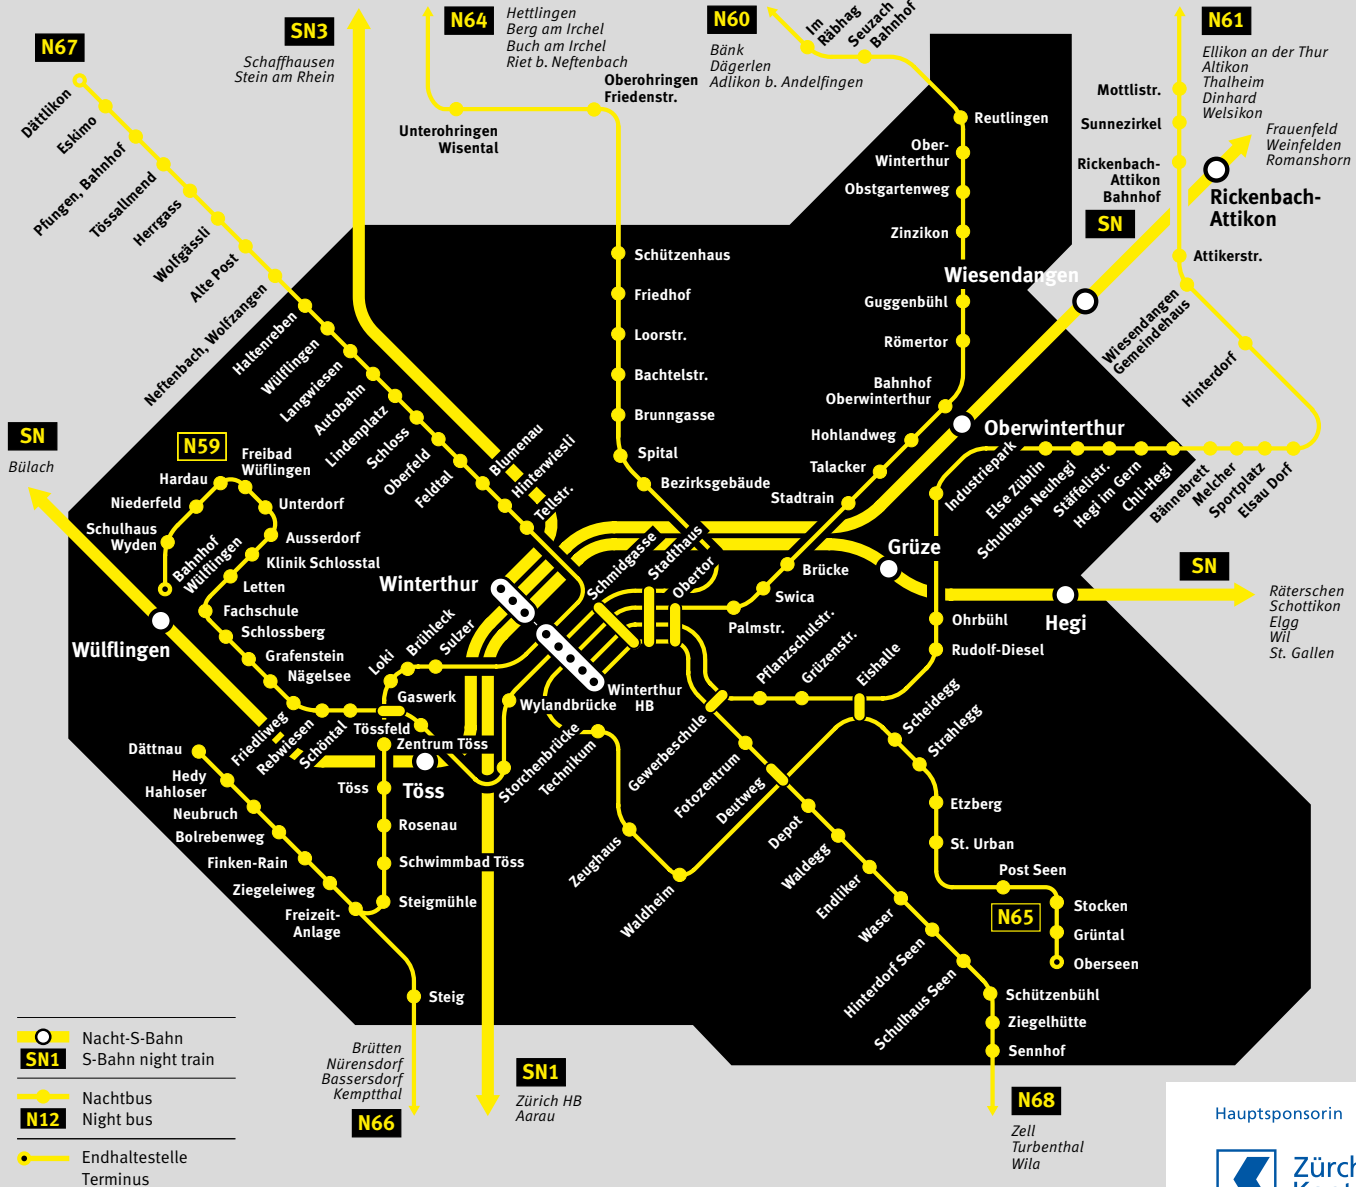 N67
SN3
Schaffhausen
Stein am Rhein
N64
Hettlingen
Berg am Irchel
Buch am Irchel
Riet b. Neftenbach
N60
Bänk
Dägerlen
Adlikon b. Andelfingen
Im
Räbhag
Seuzach
Bahnhof
N61
Ellikon an der Thur
Altikon
Thalheim
Dinhard
Welsikon
Frauenfeld
Weinfelden
Romanshorn
Dättlikon
Eskimo
Pfungen, Bahnhof
Tössallmend
Herrgass
Wolfgässli
Alte Post
Neftenbach, Wolfzangen
Haltenreben
Wülflingen
Langwiesen
Autobahn
Lindenplatz
Schloss
Oberfeld
Feldtal
Blumenau
Hinterwiesli
Tellstr.
Unterohringen
Wisental
Oberohringen
Friedenstr.
Schützenhaus
Friedhof
Loorstr.
Bachtelstr.
Brunngasse
Spital
Bezirksgebäude
Reutlingen
Ober-
Winterthur
Obstgartenweg
Zinzikon
Wiesendangen
Guggenbühl
Römertor
Bahnhof
Oberwinterthur
Hohlandweg
Talacker
Stadtrain
Brücke
Swica
Palmstr.
Mottlistr.
Sunnezirkel
Rickenbach-
Attikon
Bahnhof
SN
Rickenbach-
Attikon
Attikerstr.
Wiesendangen
Gemeindehaus
Hinterdorf
Oberwinterthur
Industriepark
Else Züblin
Schulhaus Neuhegi
Stäffelistr.
Hegi im Gern
Chli-Hegi
Bännebrett
Melcher
Sportplatz
Elsau Dorf
SN
Bülach
N59
Hardau
Freibad
Wüflingen
Niederfeld
Unterdorf
Schulhaus
Wyden
Bahnhof
Wülflingen
Ausserdorf
Klinik Schlosstal
Letten
Fachschule
Schlossberg
Grafenstein
Nägelsee
Wülflingen
Friedliweg
Rebwiesen
Schöntal
Winterthur
Loki
Brühleck
Sulzer
Gaswerk
Tössfeld
Zentrum Töss
Töss
Töss
Rosenau
Schwimmbad Töss
Steigmühle
Schmidgasse
Stadthaus
Obertor
Winterthur
HB
Wylandbrücke
Storchenbrücke
Technikum
Zeughaus
Waldheim
Gewerbeschule
Fotozentrum
Deutweg
Pflanzschulstr.
Grüzenstr.
Eishalle
Grüze
Ohrbühl
Rudolf-Diesel
Hegi
SN
Räterschen
Schottikon
Elgg
Wil
St. Gallen
Scheidegg
Strahlegg
Etzberg
St. Urban
Post Seen
N65
Stocken
Grüntal
Oberseen
Depot
Waldegg
Endliker
Waser
Hinterdorf Seen
Schulhaus Seen
Schützenbühl
Ziegelhütte
Sennhof
N68
Zell
Turbenthal
Wila
Dättnau
Hedy
Hahloser
Neubruch
Bolrebenweg
Finken-Rain
Ziegeleiweg
Freizeit-
Anlage
Steig
Brütten
Nürensdorf
Bassersdorf
Kemptthal
N66
SN1
Zürich HB
Aarau
Nacht-S-Bahn
SN1 S-Bahn night train
Nachtbus
N12 Night bus
Endhaltestelle
Terminus
Hauptsponsorin